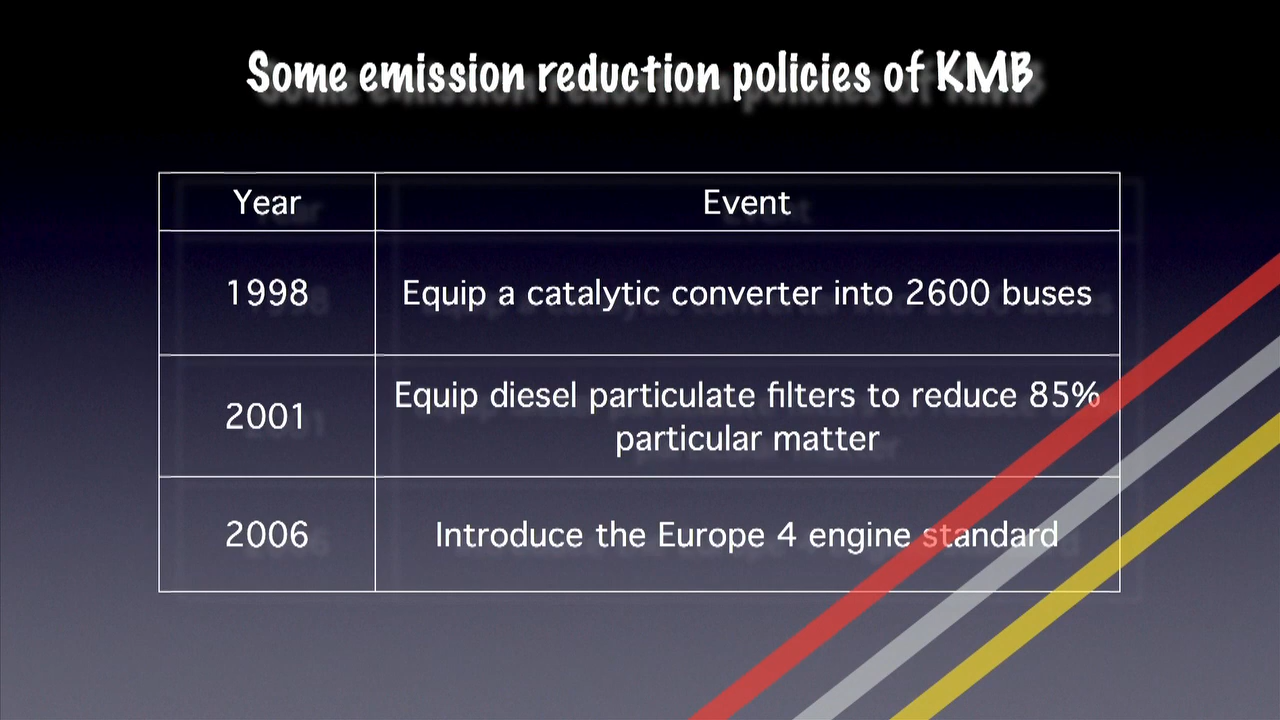 Some emission reduction policies of KMB
Year
Event
1998
Equip a catalytic converter into 2600 buses
2001
Equip diesel particulate filters to reduce 85%
particular matter
2006
Introduce the Europe 4 engine standard